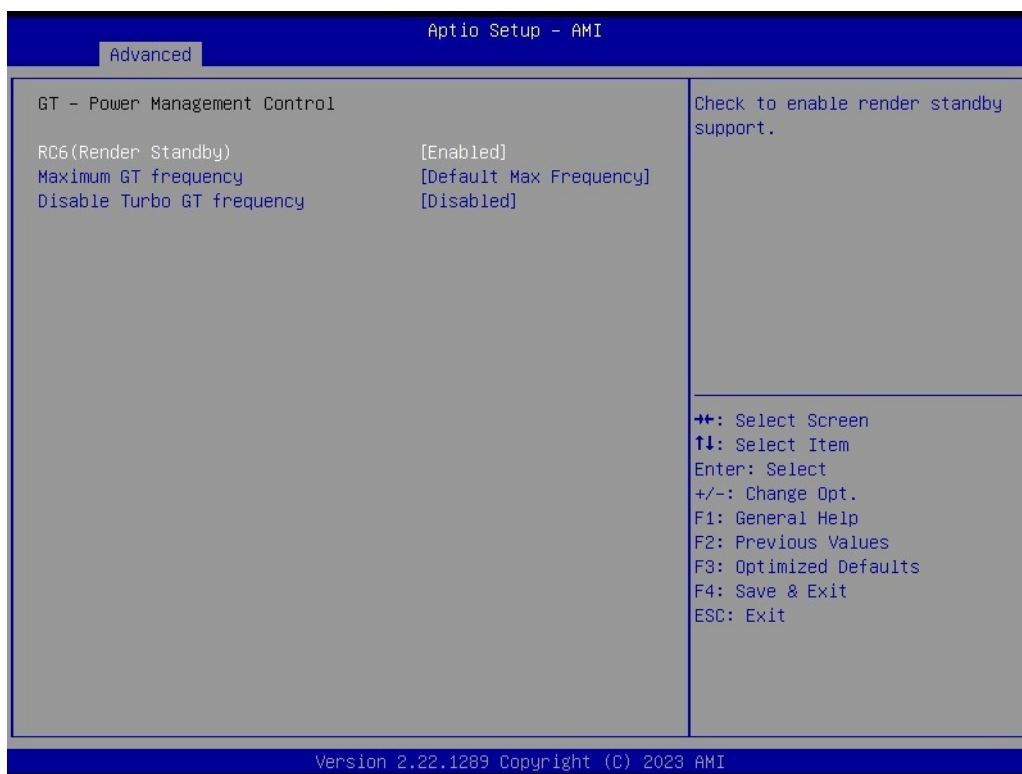 Aptio Setup - AMI
Advanced
GT - Power Management Control
RC6(Render Standby) [Enabled]
Maximum GT frequency [Default Max Frequency]
Disable Turbo GT frequency [Disabled]
Check to enable render standby
support.
→←: Select Screen
↑↓: Select Item
Enter: Select
+/-: Change Opt.
F1: General Help
F2: Previous Values
F3: Optimized Defaults
F4: Save & Exit
ESC: Exit
Version 2.22.1289 Copyright (C) 2023 AMI